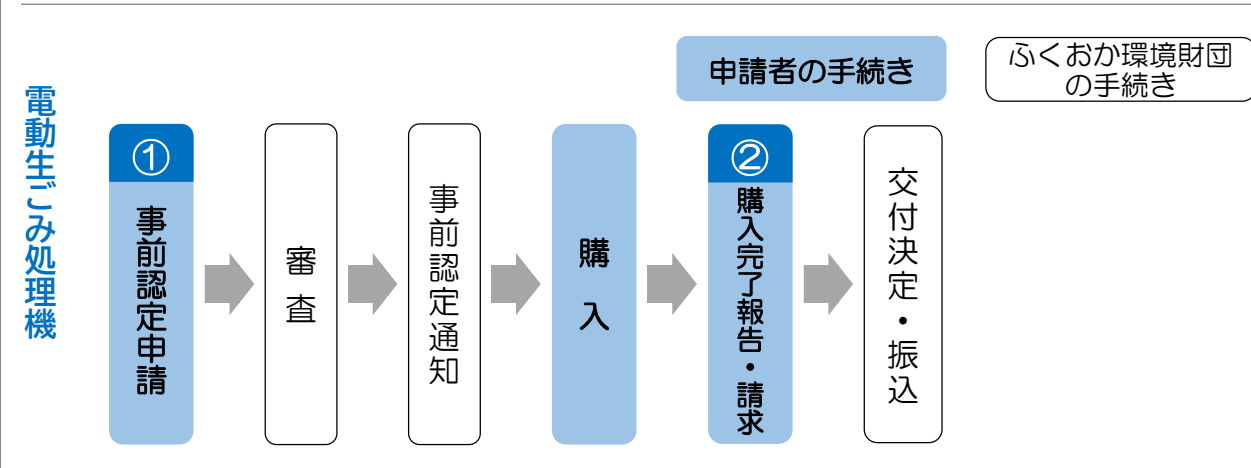 申請者の手続き
ふくおか環境財団
の手続き
電動生ごみ処理機
①
事前認定申請
審査
事前認定通知
購入
②
購入完了報告・請求
交付決定・振込